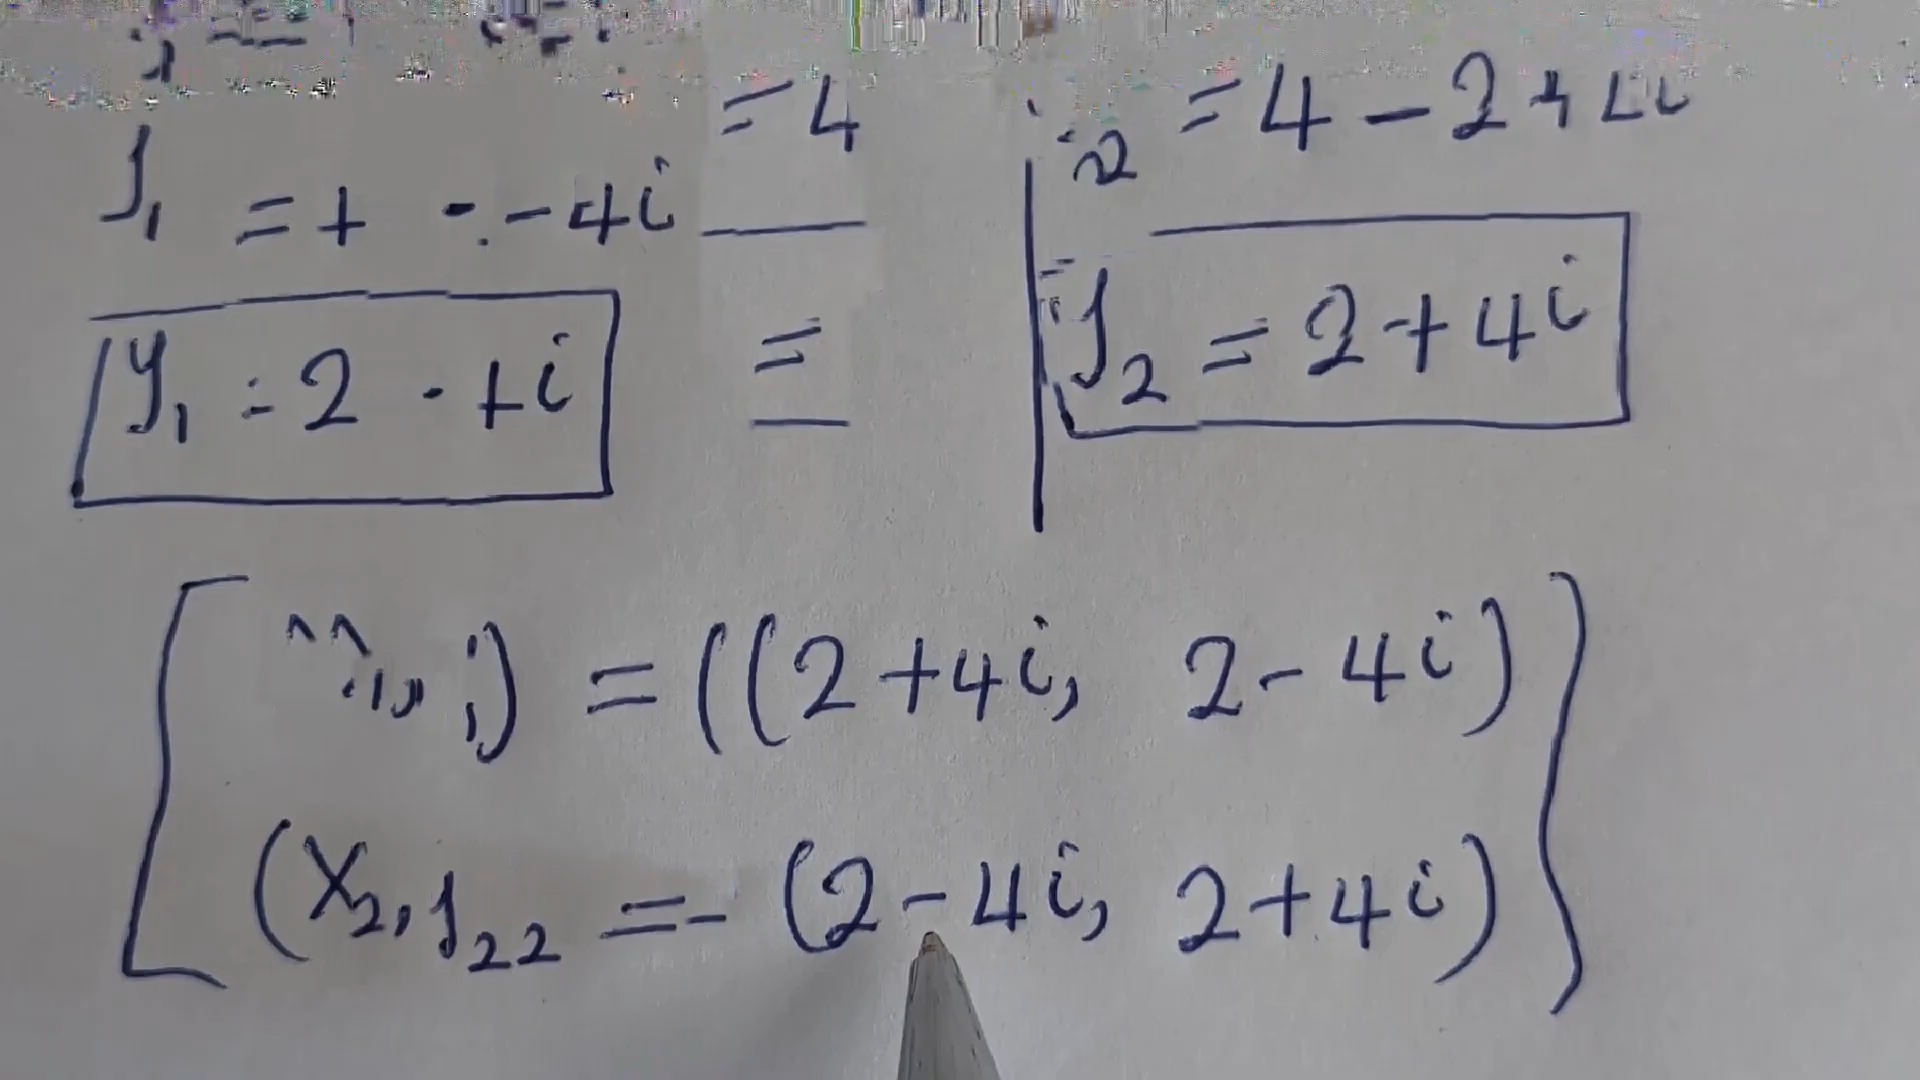 = 4
2 = 4 - 2 +
y₁ = + - 4i
y₁ = 2 - +i
=
y₂ = 2 + 4i
) = ((2 + 4i, 2 - 4i)
(x₂, y₂₂ = - (2 - 4i, 2 + 4i)